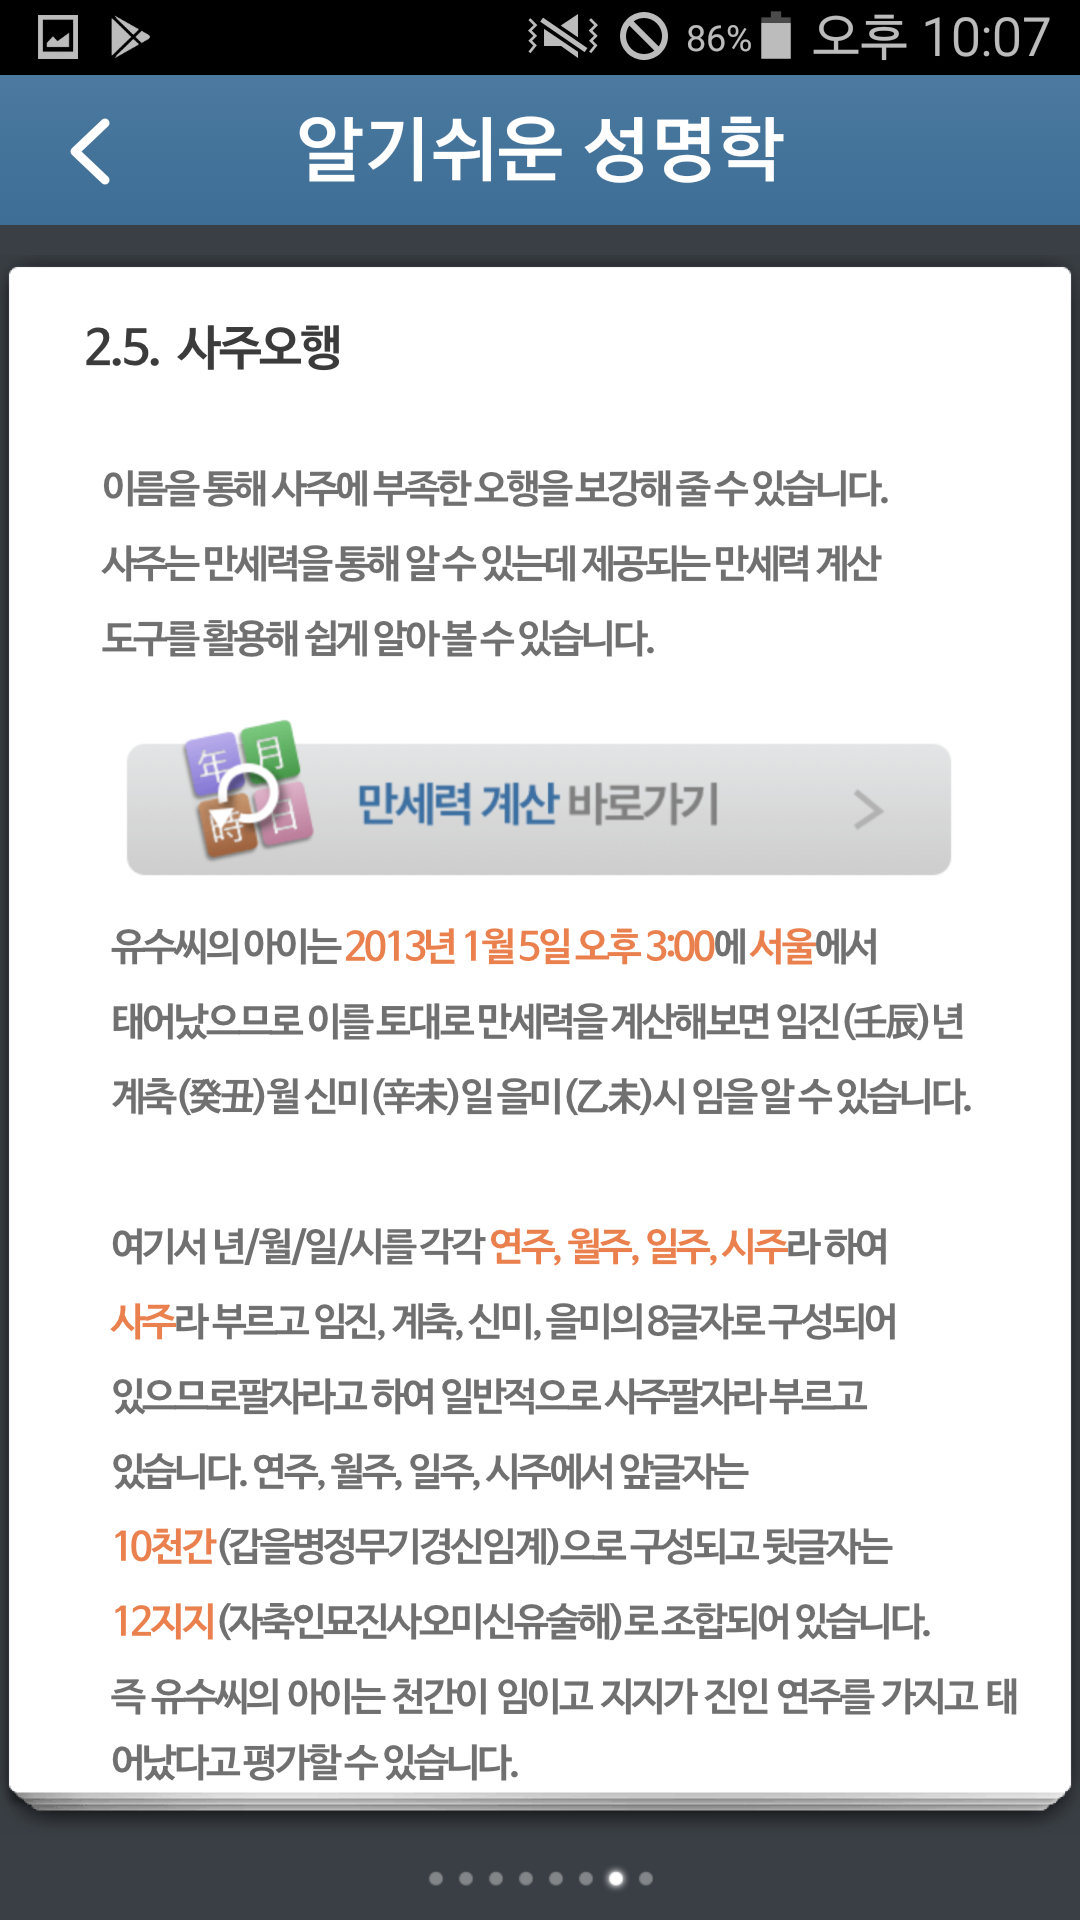 86% 오후 10:07
알기쉬운 성명학
2.5. 사주오행
이름을 통해 사주에 부족한 오행을 보강해 줄 수 있습니다.
사주는 만세력을 통해 알 수 있는데 제공되는 만세력 계산
도구를 활용해 쉽게 알아 볼 수 있습니다.
年月
時日
만세력 계산 바로가기
유수씨의 아이는 2013년 1월 5일 오후 3:00에 서울에서
태어났으므로 이를 토대로 만세력을 계산해보면 임진(壬辰)년
계축(癸丑)월 신미(辛未)일 을미(乙未)시 임을 알 수 있습니다.
여기서 년/월/일/시를 각각 연주, 월주, 일주, 시주라 하여
사주라 부르고 임진, 계축, 신미, 을미의 8글자로 구성되어
있으므로팔자라고 하여 일반적으로 사주팔자라 부르고
있습니다. 연주, 월주, 일주, 시주에서 앞글자는
10천간(갑을병정무기경신임계)으로 구성되고 뒷글자는
12지지(자축인묘진사오미신유술해)로 조합되어 있습니다.
즉 유수씨의 아이는 천간이 임이고 지지가 진인 연주를 가지고 태
어났다고 평가할 수 있습니다.